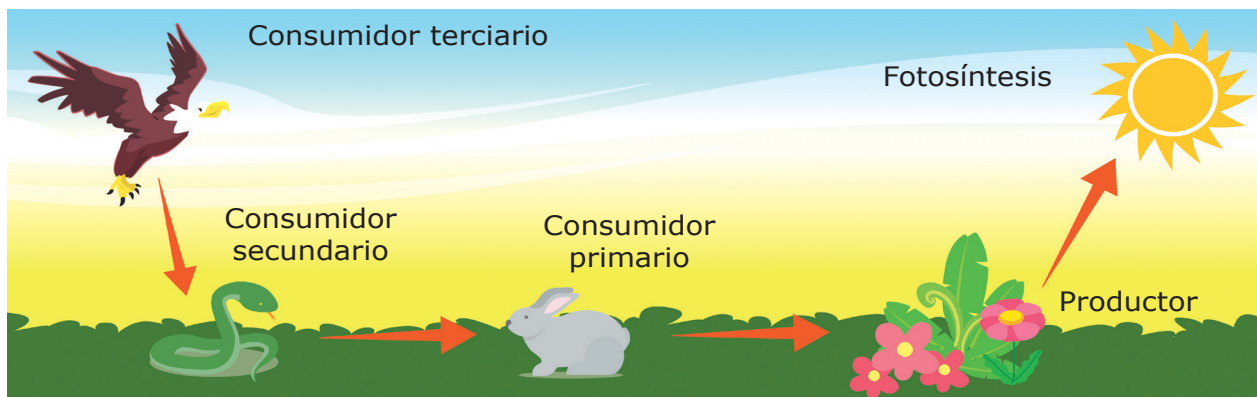 Consumidor terciario
Fotosíntesis
Consumidor
secundario
Consumidor
primario
Productor